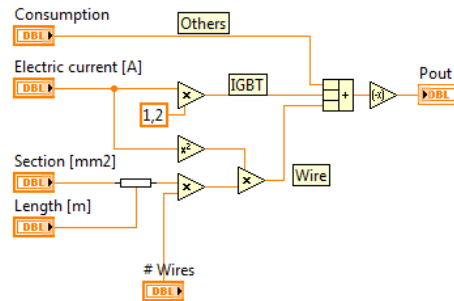 Consumption
DBL
Others
Electric current [A]
DBL
×
IGBT
1,2
+
(-x)
Pout
DBL
x²
Section [mm2]
DBL
×
×
Wire
Length [m]
DBL
# Wires
DBL